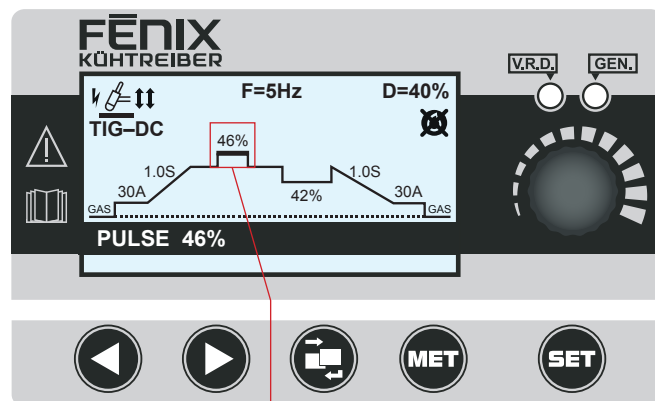 FĒNIX
KÜHTREIBER
V.R.D. GEN.
F=5Hz D=40%
TIG–DC
46%
1.0S 1.0S
30A 42% 30A
GAS GAS
PULSE 46%
MET SET